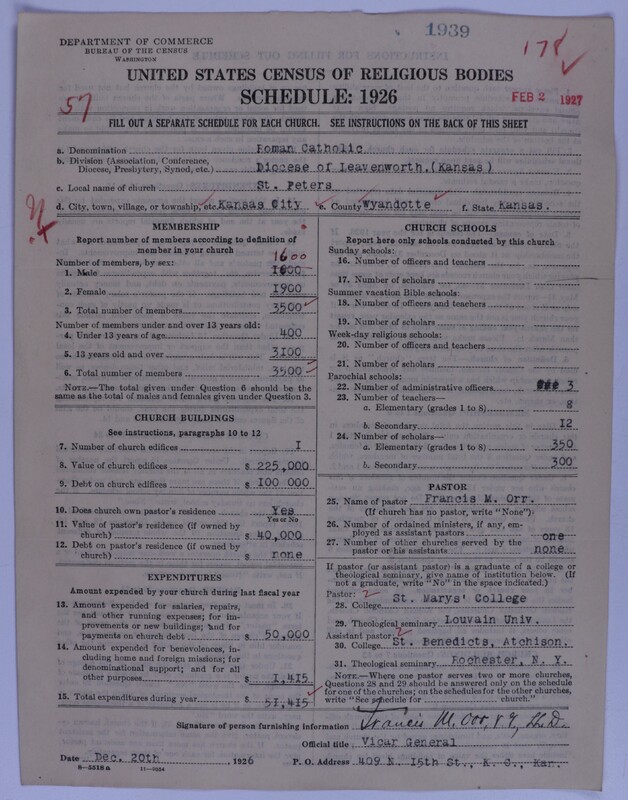 1939
178
DEPARTMENT OF COMMERCE
BUREAU OF THE CENSUS
WASHINGTON
UNITED STATES CENSUS OF RELIGIOUS BODIES
SCHEDULE: 1926
FEB 2 1927
57
FILL OUT A SEPARATE SCHEDULE FOR EACH CHURCH. SEE INSTRUCTIONS ON THE BACK OF THIS SHEET
a. Denomination Roman Catholic
b. Division (Association, Conference, Diocese, Presbytery, Synod, etc.) Diocese of Leavenworth.(Kansas)
c. Local name of church St. Peters
d. City, town, village, or township, etc. Kansas City e. County Wyandotte f. State Kansas.
MEMBERSHIP
Report number of members according to definition of
member in your church
Number of members, by sex:
1600
1. Male 1600
2. Female 1900
3. Total number of members 3500
Number of members under and over 13 years old:
4. Under 13 years of age 400
5. 13 years old and over 3100
6. Total number of members 3500
NOTE.—The total given under Question 6 should be the
same as the total of males and females given under Question 3.
CHURCH BUILDINGS
See instructions, paragraphs 10 to 12
7. Number of church edifices I
8. Value of church edifices $ 225,000
9. Debt on church edifices $ 100 000
10. Does church own pastor's residence Yes
Yes or No
11. Value of pastor's residence (if owned by
church) $ 40,000
12. Debt on pastor's residence (if owned by
church) $ none
EXPENDITURES
Amount expended by your church during last fiscal year
13. Amount expended for salaries, repairs,
and other running expenses; for im-
provements or new buildings; and for
payments on church debt $ 50,000
14. Amount expended for benevolences, in-
cluding home and foreign missions; for
denominational support; and for all
other purposes $ 1,415
15. Total expenditures during year $ 51,415
CHURCH SCHOOLS
Report here only schools conducted by this church
Sunday schools:
16. Number of officers and teachers
17. Number of scholars
Summer vacation Bible schools:
18. Number of officers and teachers
19. Number of scholars
Week-day religious schools:
20. Number of officers and teachers
21. Number of scholars
Parochial schools:
22. Number of administrative officers 3
23. Number of teachers—
a. Elementary (grades 1 to 8) 8
b. Secondary 12
24. Number of scholars—
a. Elementary (grades 1 to 8) 350
b. Secondary 300
PASTOR
25. Name of pastor Francis M. Orr.
(If church has no pastor, write "None")
26. Number of ordained ministers, if any, em-
ployed as assistant pastors one
27. Number of other churches served by the
pastor or his assistants none
If pastor (or assistant pastor) is a graduate of a college or
theological seminary, give name of institution below. (If
not a graduate, write "No" in the space indicated.)
Pastor: 2
28. College St. Marys' College
29. Theological seminary Louvain Univ.
Assistant pastor: 2
30. College St. Benedicts, Atchison.
31. Theological seminary Rochester, N. Y.
NOTE.—Where one pastor serves two or more churches,
Questions 28 and 29 should be answered only on the schedule
for one of the churches; on the schedules for the other churches,
write "See schedule for church."
Signature of person furnishing information Francis M. Orr, V.G.
Official title Vicar General
Date Dec. 20th, 1926 P. O. Address 409 N. 15th St., K. C., Kan.
8—5518a 11—9284